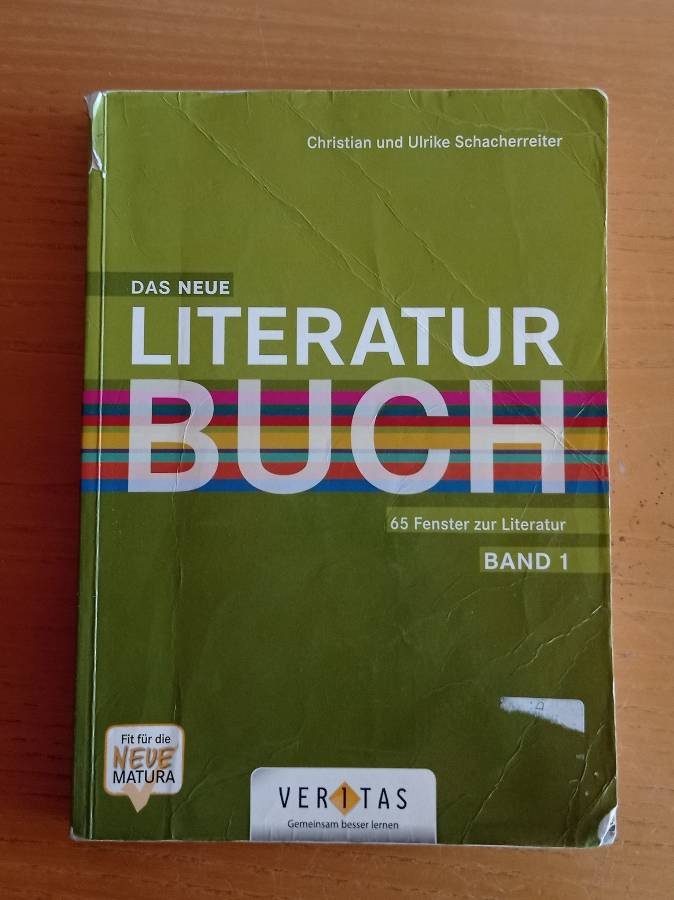 Christian und Ulrike Schacherreiter
DAS NEUE
LITERATUR
BUCH
65 Fenster zur Literatur
BAND 1
Fit für die
NEUE
MATURA
VERITAS
Gemeinsam besser lernen